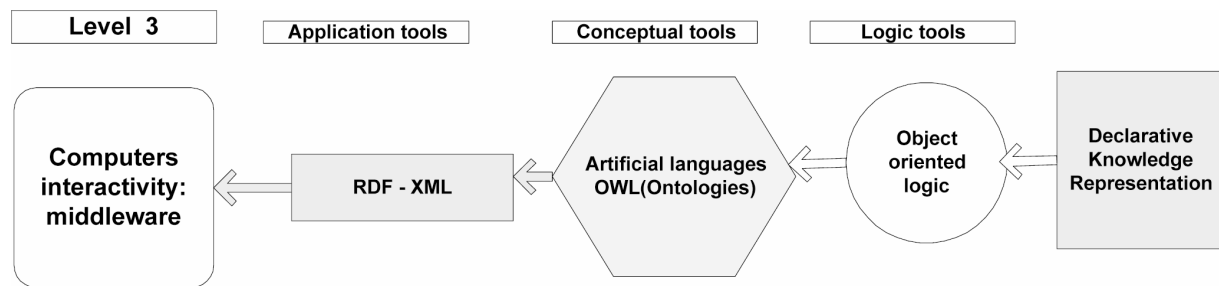 Level 3
Application tools
Conceptual tools
Logic tools
Computers
interactivity:
middleware
RDF - XML
Artificial languages
OWL(Ontologies)
Object
oriented
logic
Declarative
Knowledge
Representation